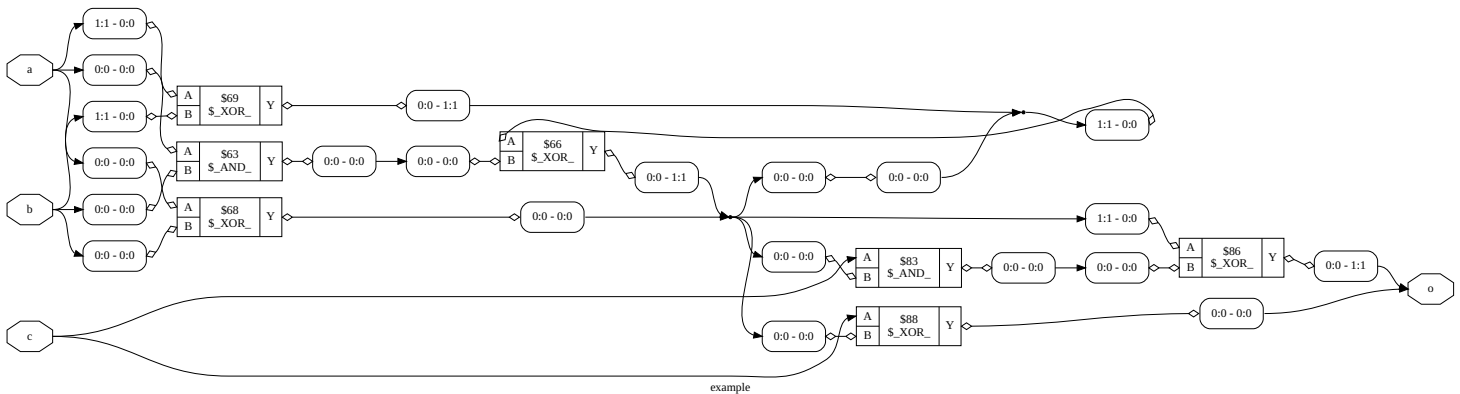 1:1 - 0:0
a
0:0 - 0:0
A
B
$69
$_XOR_
Y
0:0 - 1:1
1:1 - 0:0
1:1 - 0:0
0:0 - 0:0
A
B
$63
$_AND_
Y
0:0 - 0:0
0:0 - 0:0
A
B
$66
$_XOR_
Y
0:0 - 1:1
0:0 - 0:0
0:0 - 0:0
b
0:0 - 0:0
A
B
$68
$_XOR_
Y
0:0 - 0:0
1:1 - 0:0
0:0 - 0:0
0:0 - 0:0
A
B
$83
$_AND_
Y
0:0 - 0:0
0:0 - 0:0
A
B
$86
$_XOR_
Y
0:0 - 1:1
o
c
0:0 - 0:0
A
B
$88
$_XOR_
Y
0:0 - 0:0
example